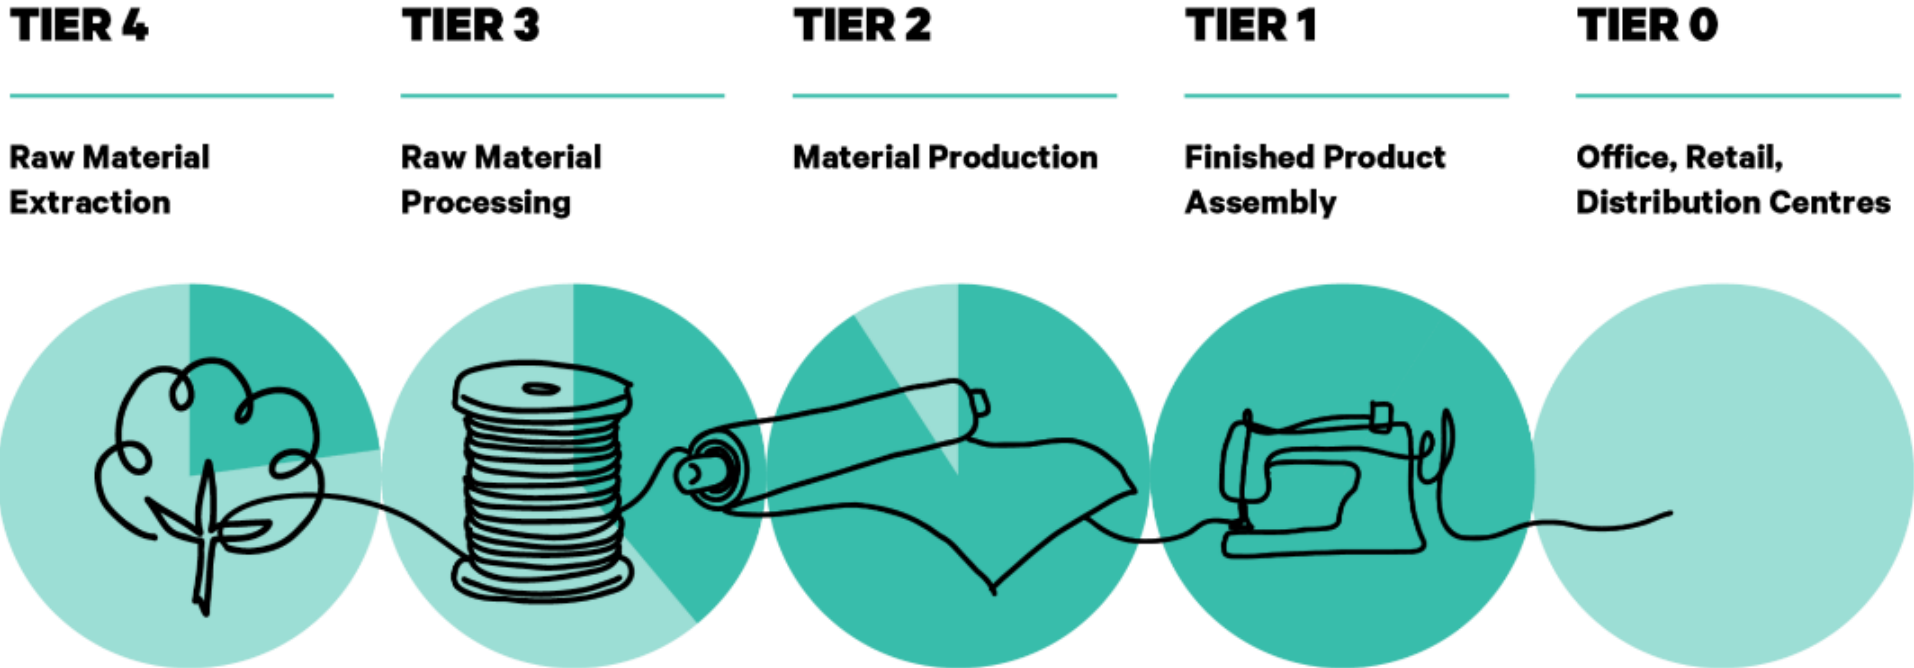 TIER 4
Raw Material
Extraction
TIER 3
Raw Material
Processing
TIER 2
Material Production
TIER 1
Finished Product
Assembly
TIER 0
Office, Retail,
Distribution Centres